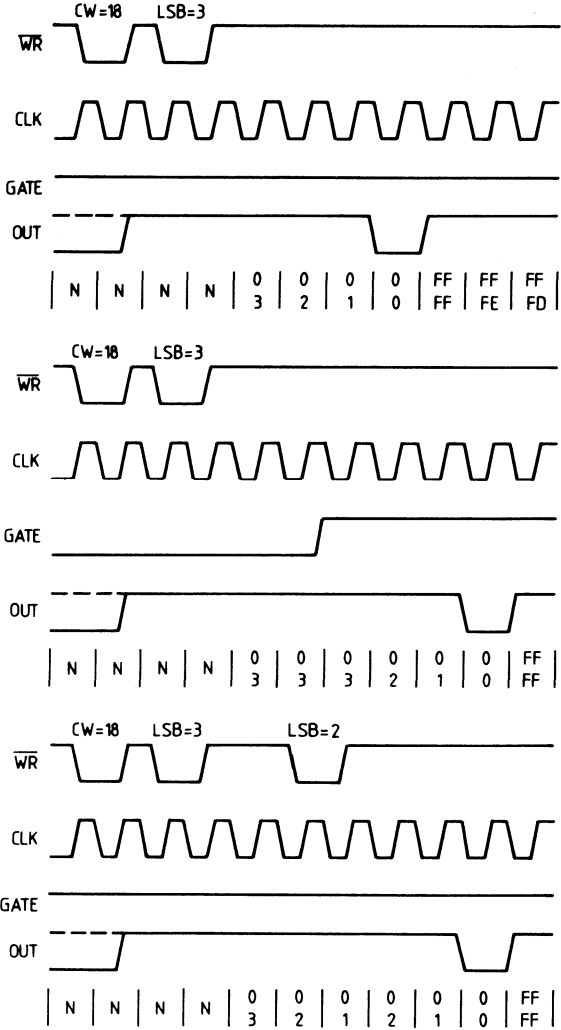 CW=18 LSB=3
WR
CLK
GATE
OUT
N N N N 0 0 0 0 FF FF FF
3 2 1 0 FF FE FD
CW=18 LSB=3
WR
CLK
GATE
OUT
N N N N 0 0 0 0 0 0 FF
3 3 3 2 1 0 FF
CW=18 LSB=3 LSB=2
WR
CLK
GATE
OUT
N N N N 0 0 0 0 0 0 FF
3 2 1 2 1 0 FF